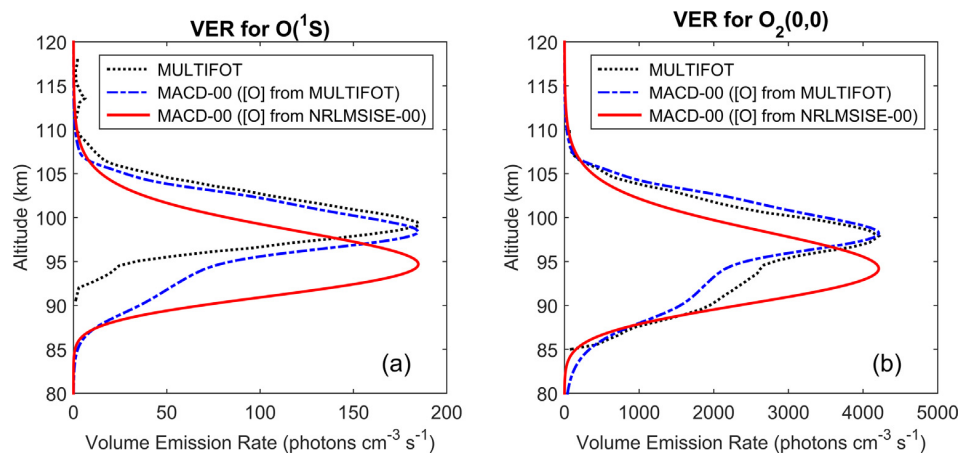 VER for O(¹S)
120
115
110
105
100
95
90
85
80
Altitude (km)
MULTIFOT
MACD-00 ([O] from MULTIFOT)
MACD-00 ([O] from NRLMSISE-00)
(a)
0 50 100 150 200
Volume Emission Rate (photons cm⁻³ s⁻¹)
VER for O₂(0,0)
120
115
110
105
100
95
90
85
80
Altitude (km)
MULTIFOT
MACD-00 ([O] from MULTIFOT)
MACD-00 ([O] from NRLMSISE-00)
(b)
0 1000 2000 3000 4000 5000
Volume Emission Rate (photons cm⁻³ s⁻¹)